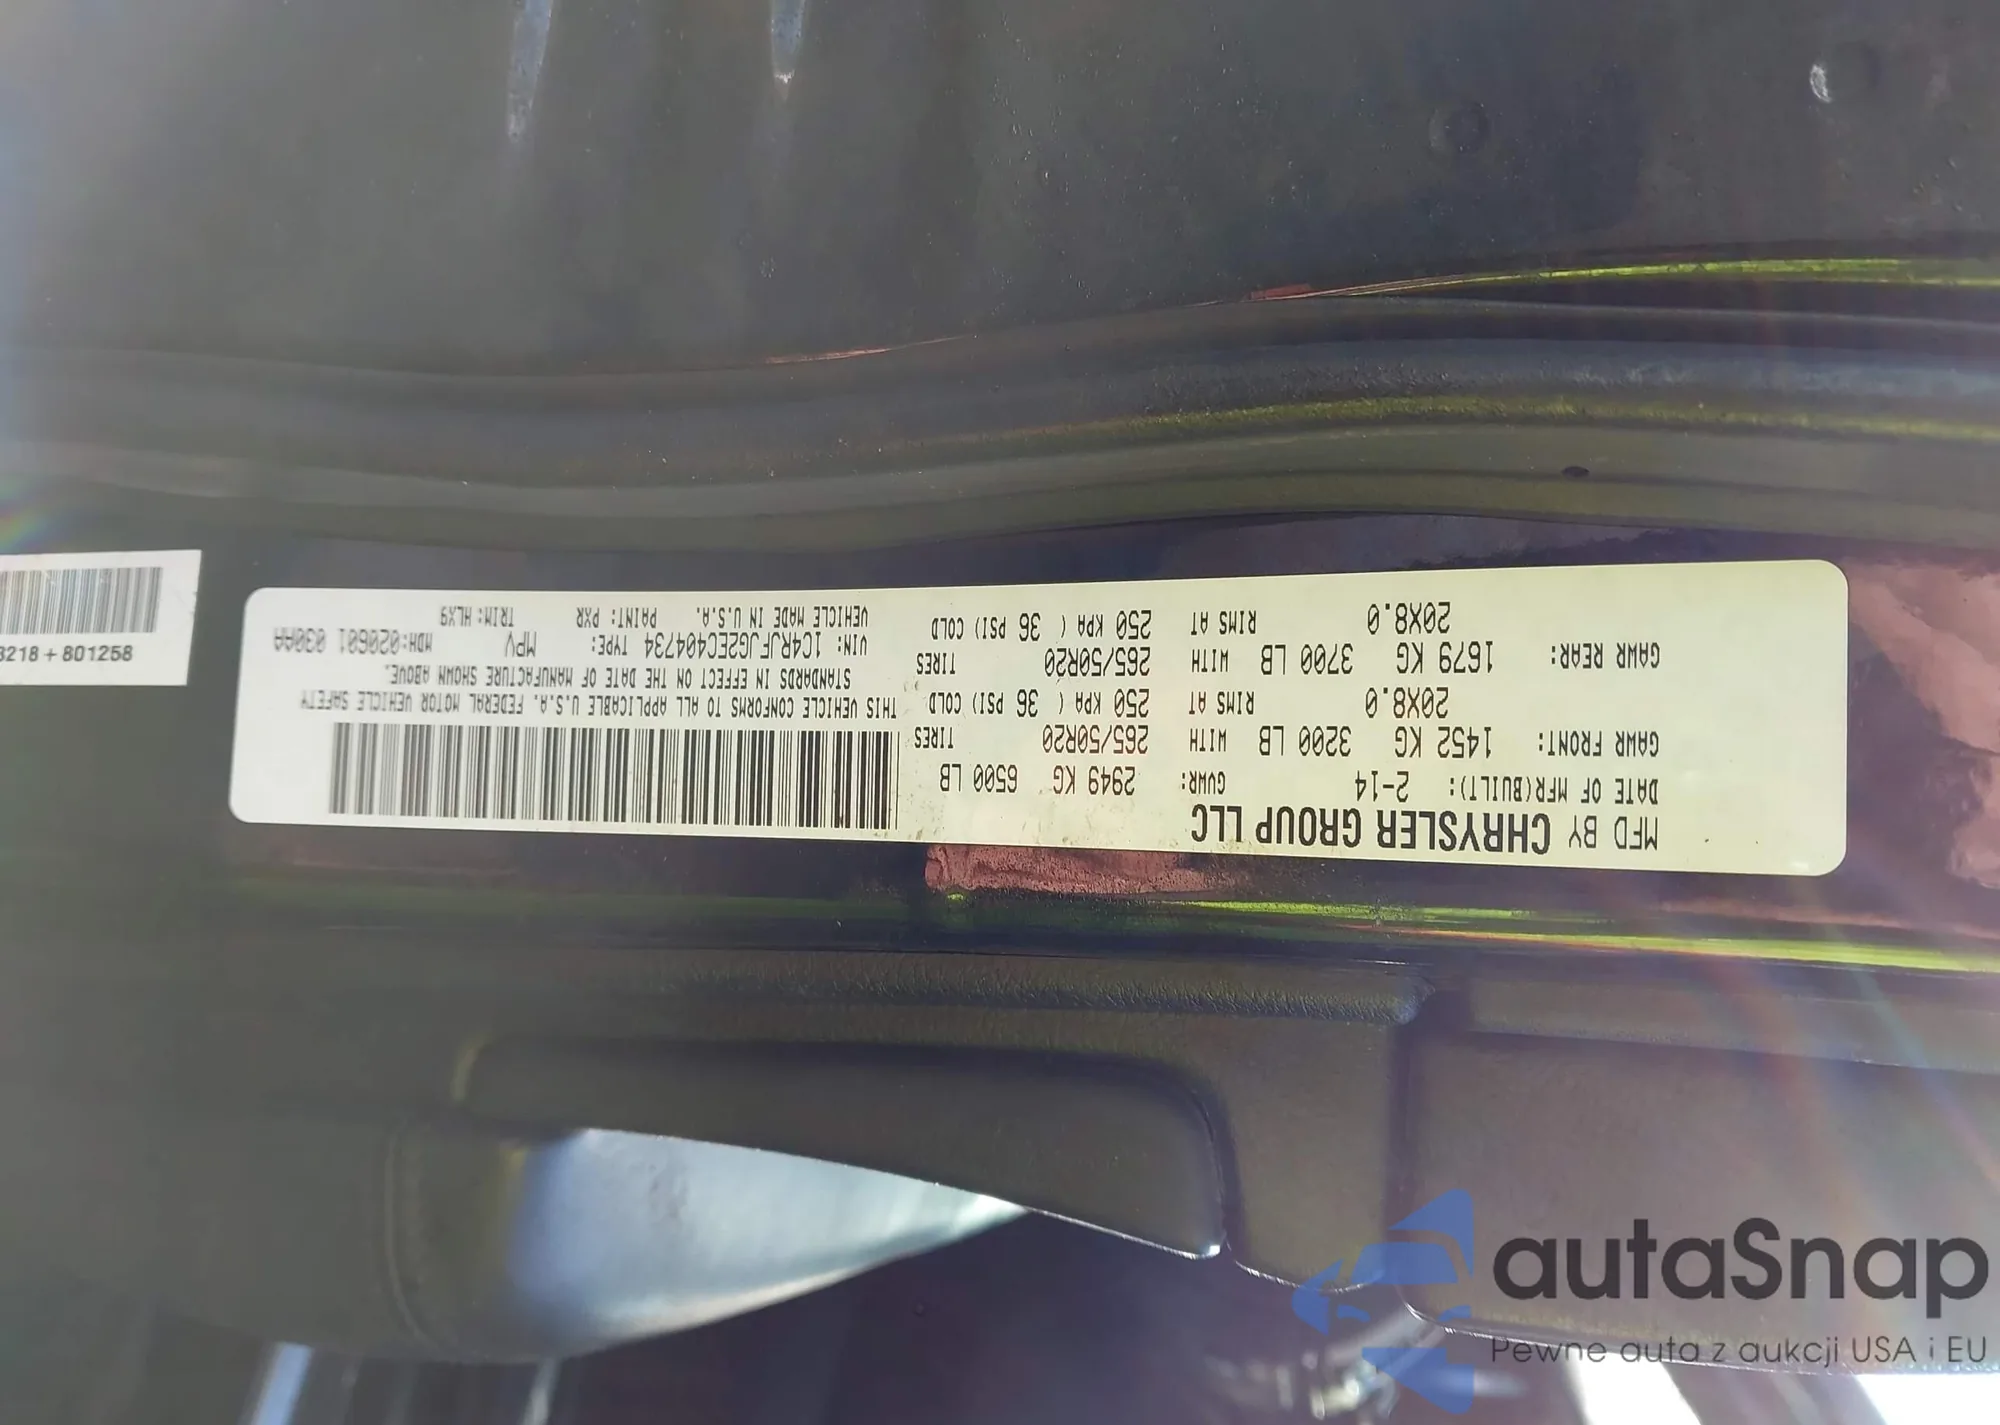 MFD BY CHRYSLER GROUP LLC
DATE OF MFR(BUILT): 2-14 GVWR: 2949 KG 6500 LB
GAWR FRONT: 1452 KG 3200 LB WITH 265/50R20 TIRES
20X8.0 RIMS AT 250 KPA ( 36 PSI) COLD
GAWR REAR: 1679 KG 3700 LB WITH 265/50R20 TIRES
20X8.0 RIMS AT 250 KPA ( 36 PSI) COLD
THIS VEHICLE CONFORMS TO ALL APPLICABLE U.S.A. FEDERAL MOTOR VEHICLE SAFETY
STANDARDS IN EFFECT ON THE DATE OF MANUFACTURE SHOWN ABOVE.
VIN: 1C4RJFJG2EC404734 TYPE: MPV MDH:020601 030AA
VEHICLE MADE IN U.S.A. PAINT: PXR TRIM:HLX9
3218 + 801258
autaSnap
Pewne auta z aukcji USA i EU